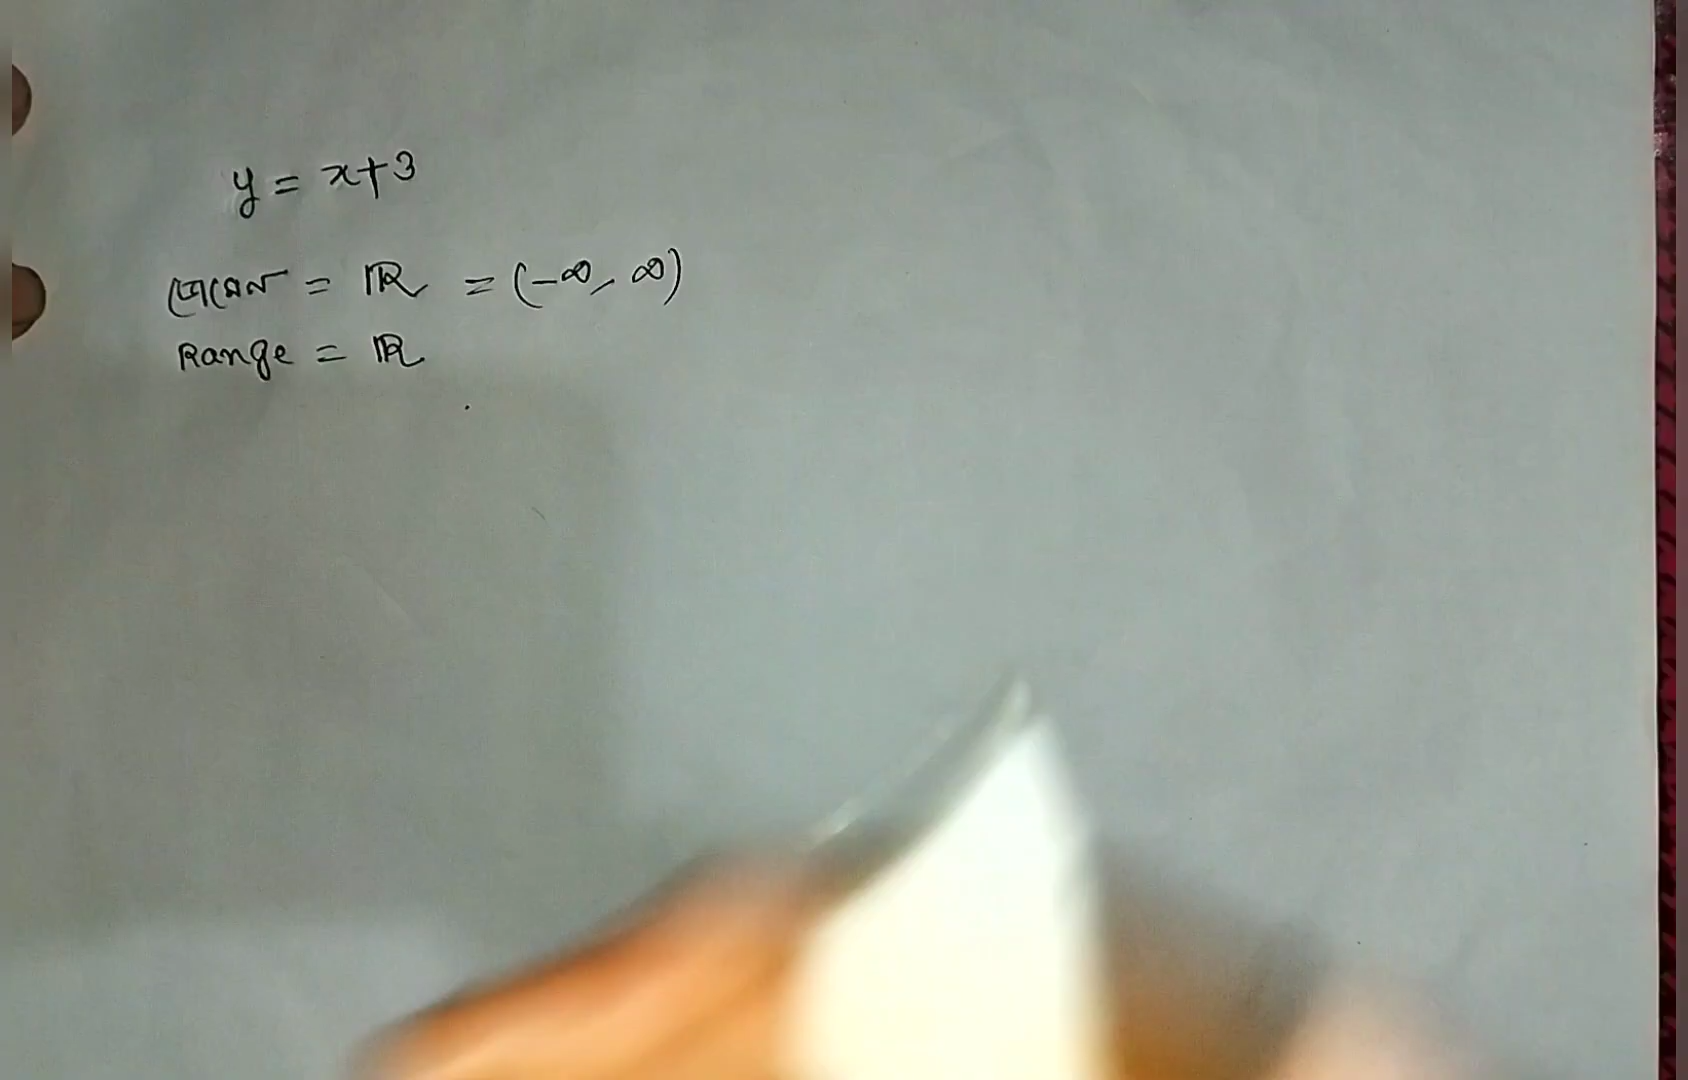 y = x+3
ডোমেন = ℝ = (-∞, ∞)
Range = ℝ